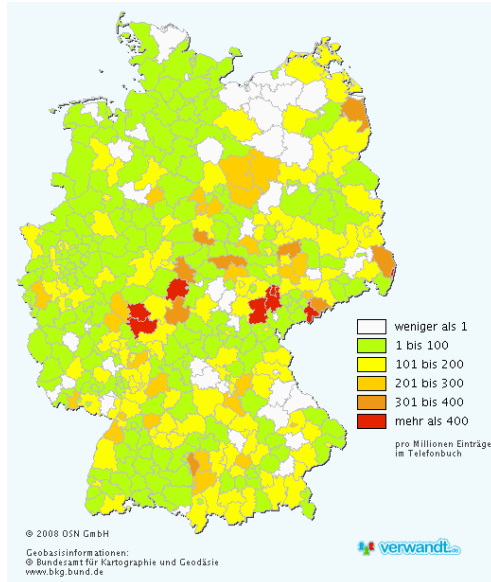 weniger als 1
1 bis 100
101 bis 200
201 bis 300
301 bis 400
mehr als 400
pro Millionen Einträge
im Telefonbuch
© 2008 OSN GmbH
Geobasisinformationen:
© Bundesamt für Kartographie und Geodäsie
www.bkg.bund.de
verwandt.de